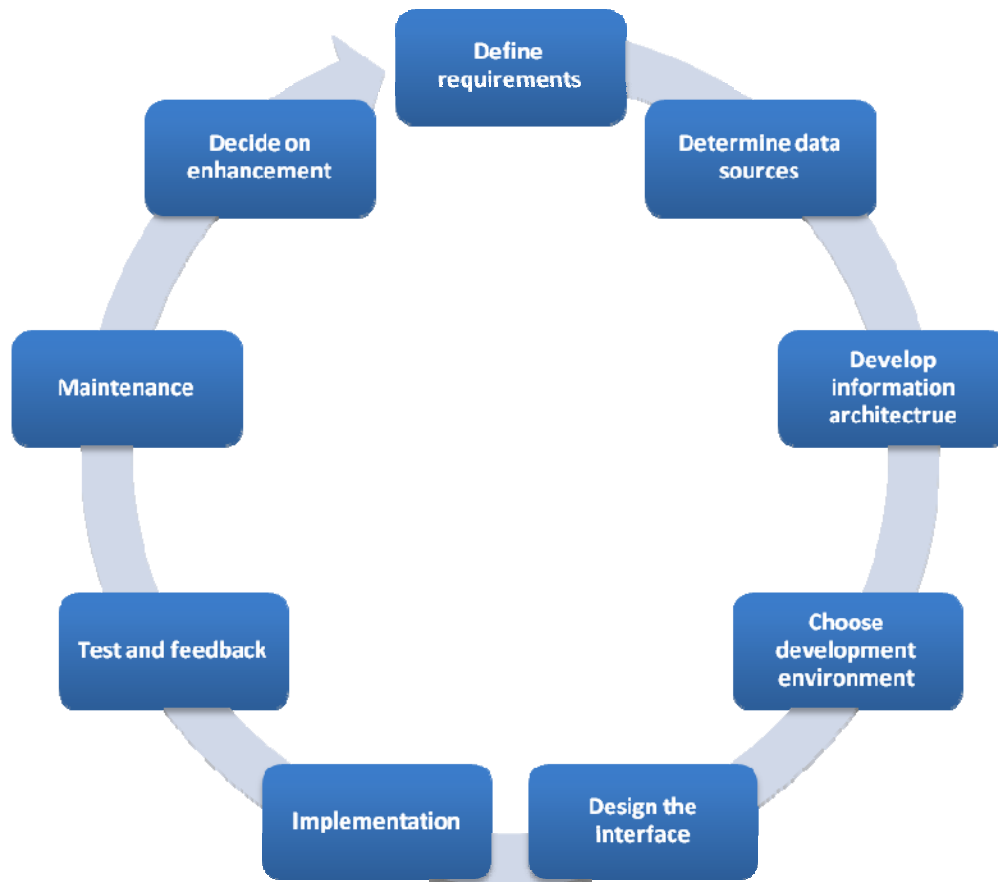 Define
requirements
Determine data
sources
Develop
information
architectrue
Choose
development
environment
Design the
interface
Implementation
Test and feedback
Maintenance
Decide on
enhancement